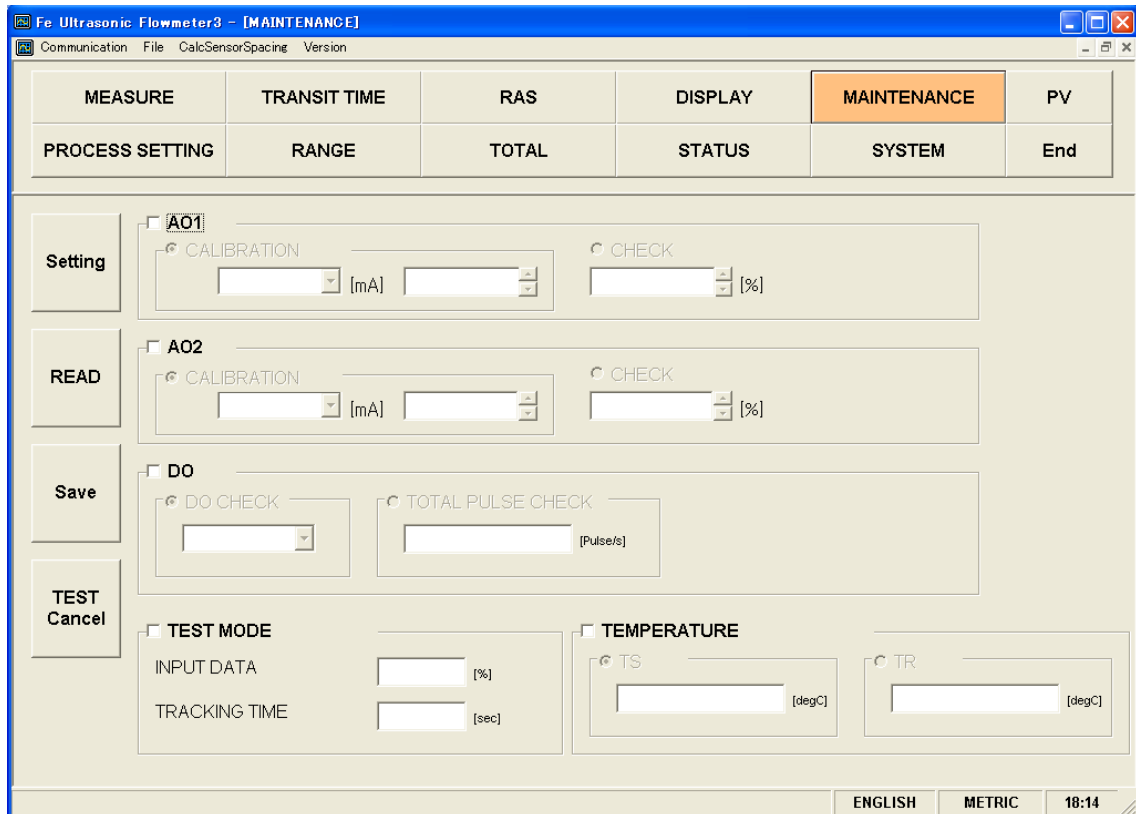 Fe Ultrasonic Flowmeter3 - [MAINTENANCE]
Communication File CalcSensorSpacing Version
MEASURE TRANSIT TIME RAS DISPLAY MAINTENANCE PV
PROCESS SETTING RANGE TOTAL STATUS SYSTEM End
Setting
READ
Save
TEST
Cancel
AO1
CALIBRATION CHECK
[mA] [%]
AO2
CALIBRATION CHECK
[mA] [%]
DO
DO CHECK TOTAL PULSE CHECK
[Pulse/s]
TEST MODE
INPUT DATA [%]
TRACKING TIME [sec]
TEMPERATURE
TS TR
[degC] [degC]
ENGLISH METRIC 18:14